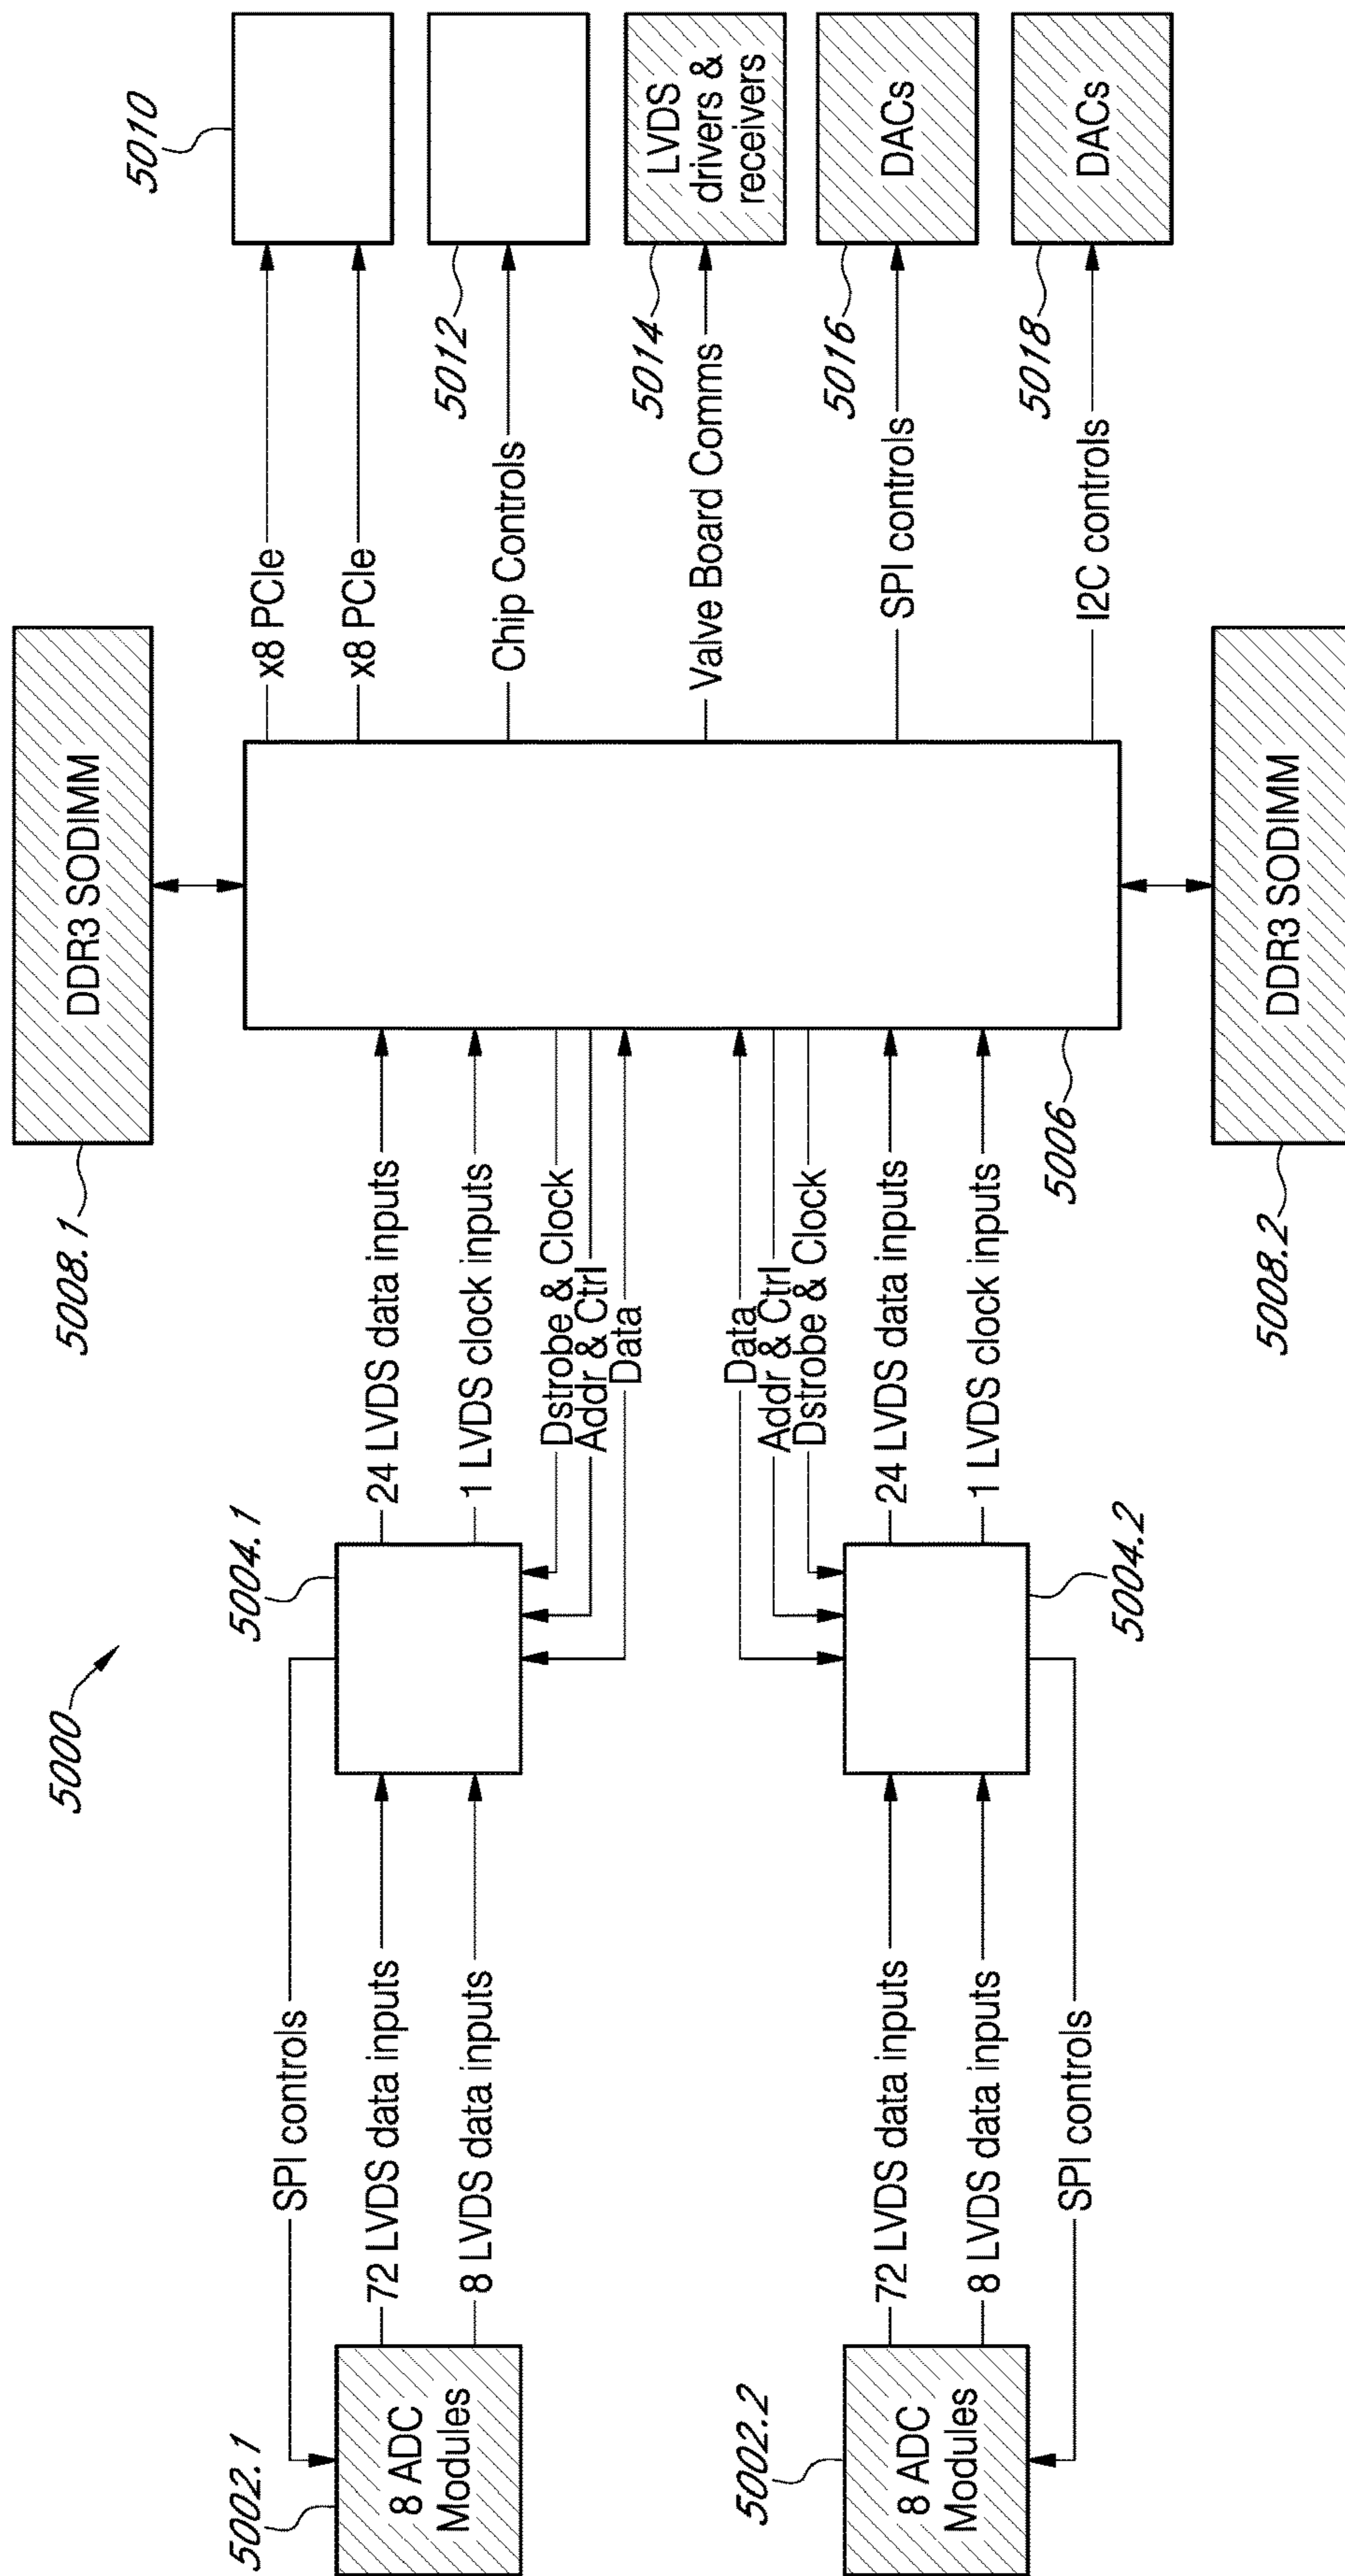 5000
5008.1
DDR3 SODIMM
5002.1
8 ADC
Modules
SPI controls
72 LVDS data inputs
8 LVDS data inputs
5004.1
24 LVDS data inputs
1 LVDS clock inputs
Dstrobe & Clock
Addr & Ctrl
Data
5002.2
8 ADC
Modules
72 LVDS data inputs
8 LVDS data inputs
SPI controls
5004.2
Data
Addr & Ctrl
Dstrobe & Clock
24 LVDS data inputs
1 LVDS clock inputs
5006
5008.2
DDR3 SODIMM
x8 PCIe
x8 PCIe
5010
Chip Controls
5012
Valve Board Comms
5014
LVDS
drivers &
receivers
SPI controls
5016
DACs
I2C controls
5018
DACs